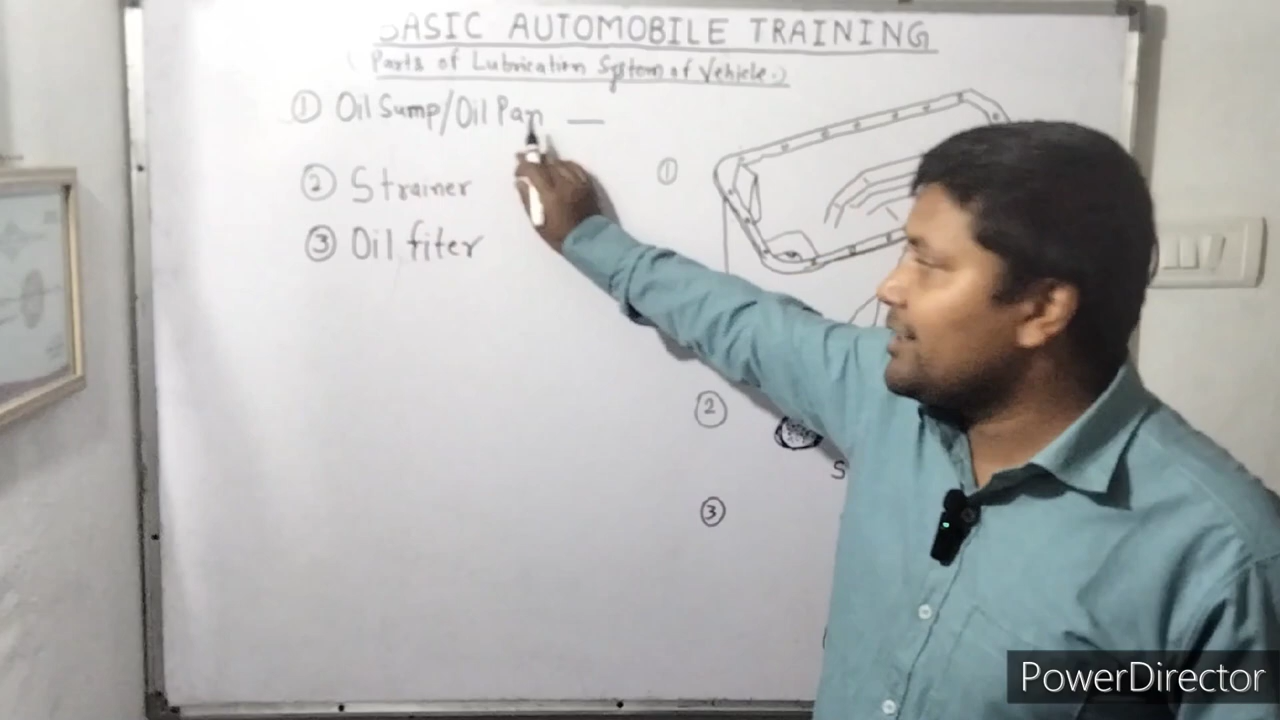 BASIC AUTOMOBILE TRAINING
(Parts of Lubrication System of Vehicle.)
① Oil Sump/Oil Pan —
② Strainer
③ Oil fiter
①
②
S
③
PowerDirector